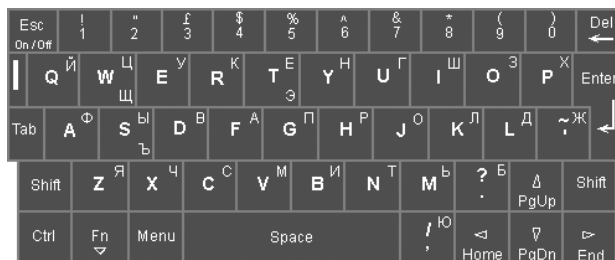 Esc On/Off ! 1 " 2 £ 3 $ 4 % 5 ^ 6 & 7 * 8 ( 9 ) 0 Del
Q Й W Ц Щ E У R К T Е Э Y Н U Г I Ш O З P Х Enter
Tab A Ф S Ы Ъ D В F А G П H Р J О K Л L Д ~ ; Ж
Shift Z Я X Ч C С V М B И N Т M Ь ? . Б PgUp Shift
Ctrl Fn Menu Space / , Ю Home PgDn End